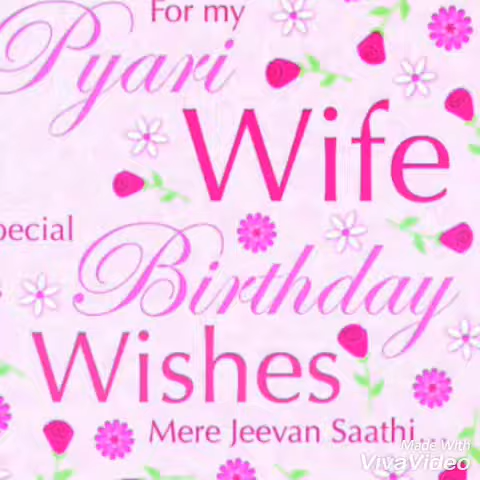 For my
Pyari
Wife
pecial
Birthday
Wishes
Mere Jeevan Saathi...
Made With
VivaVideo